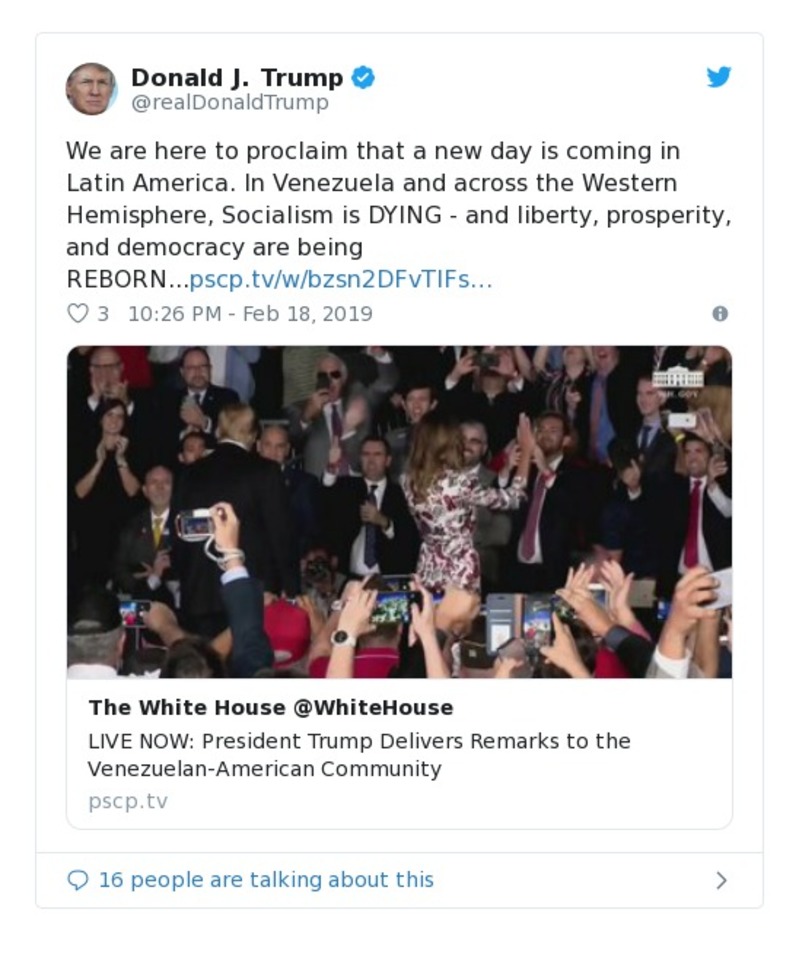 Donald J. Trump
@realDonaldTrump
We are here to proclaim that a new day is coming in
Latin America. In Venezuela and across the Western
Hemisphere, Socialism is DYING - and liberty, prosperity,
and democracy are being
REBORN...pscp.tv/w/bzsn2DFvTIFs…
3 10:26 PM - Feb 18, 2019
WH.GOV
The White House @WhiteHouse
LIVE NOW: President Trump Delivers Remarks to the
Venezuelan-American Community
pscp.tv
16 people are talking about this